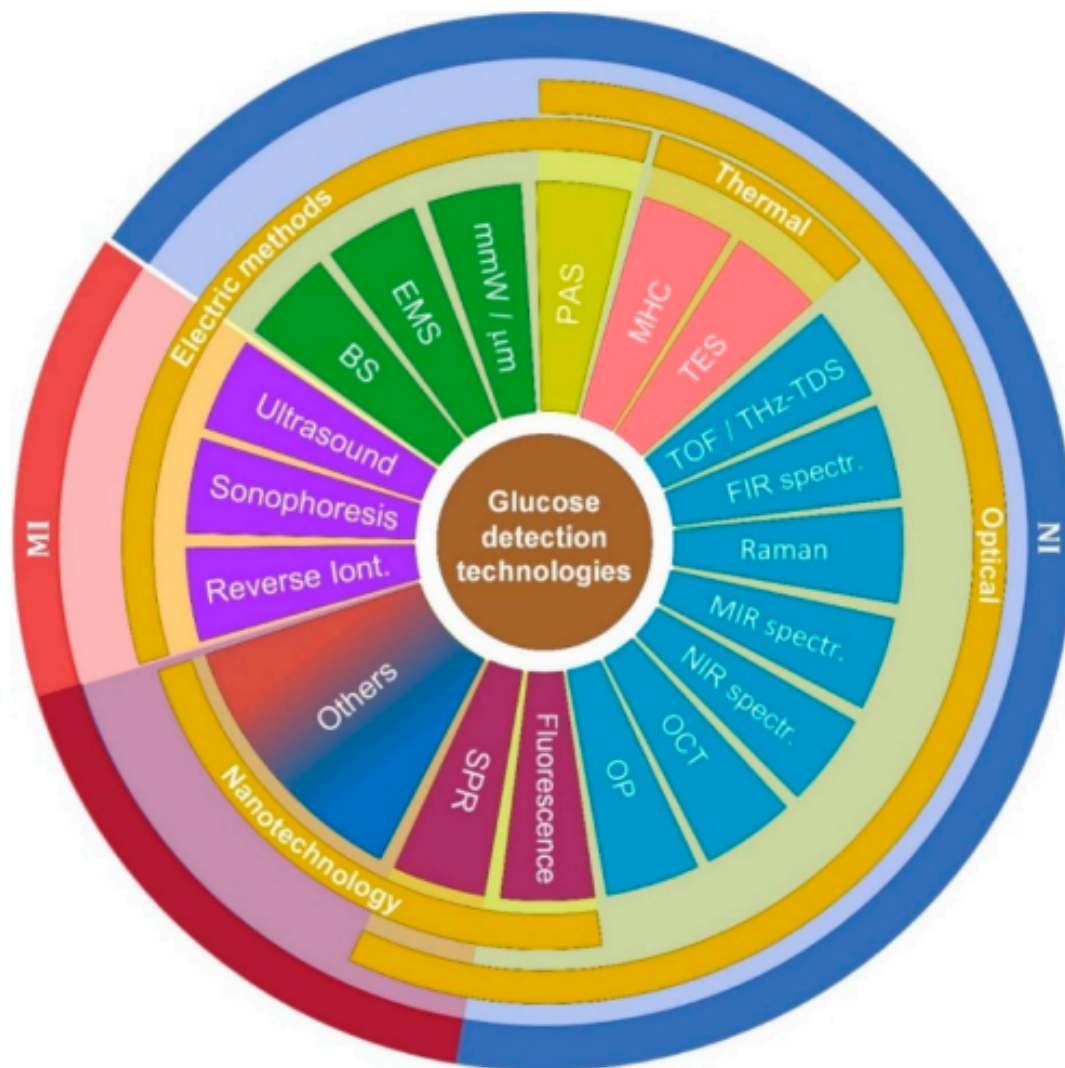 Glucose
detection
technologies
PAS
MHC
TES
TOF / THz-TDS
FIR spectr.
Raman
MIR spectr.
NIR spectr.
OCT
OP
Fluorescence
SPR
Others
Reverse Iont.
Sonophoresis
Ultrasound
BS
EMS
mmW / µm
Electric methods
Thermal
Optical
Nanotechnology
MI
NI